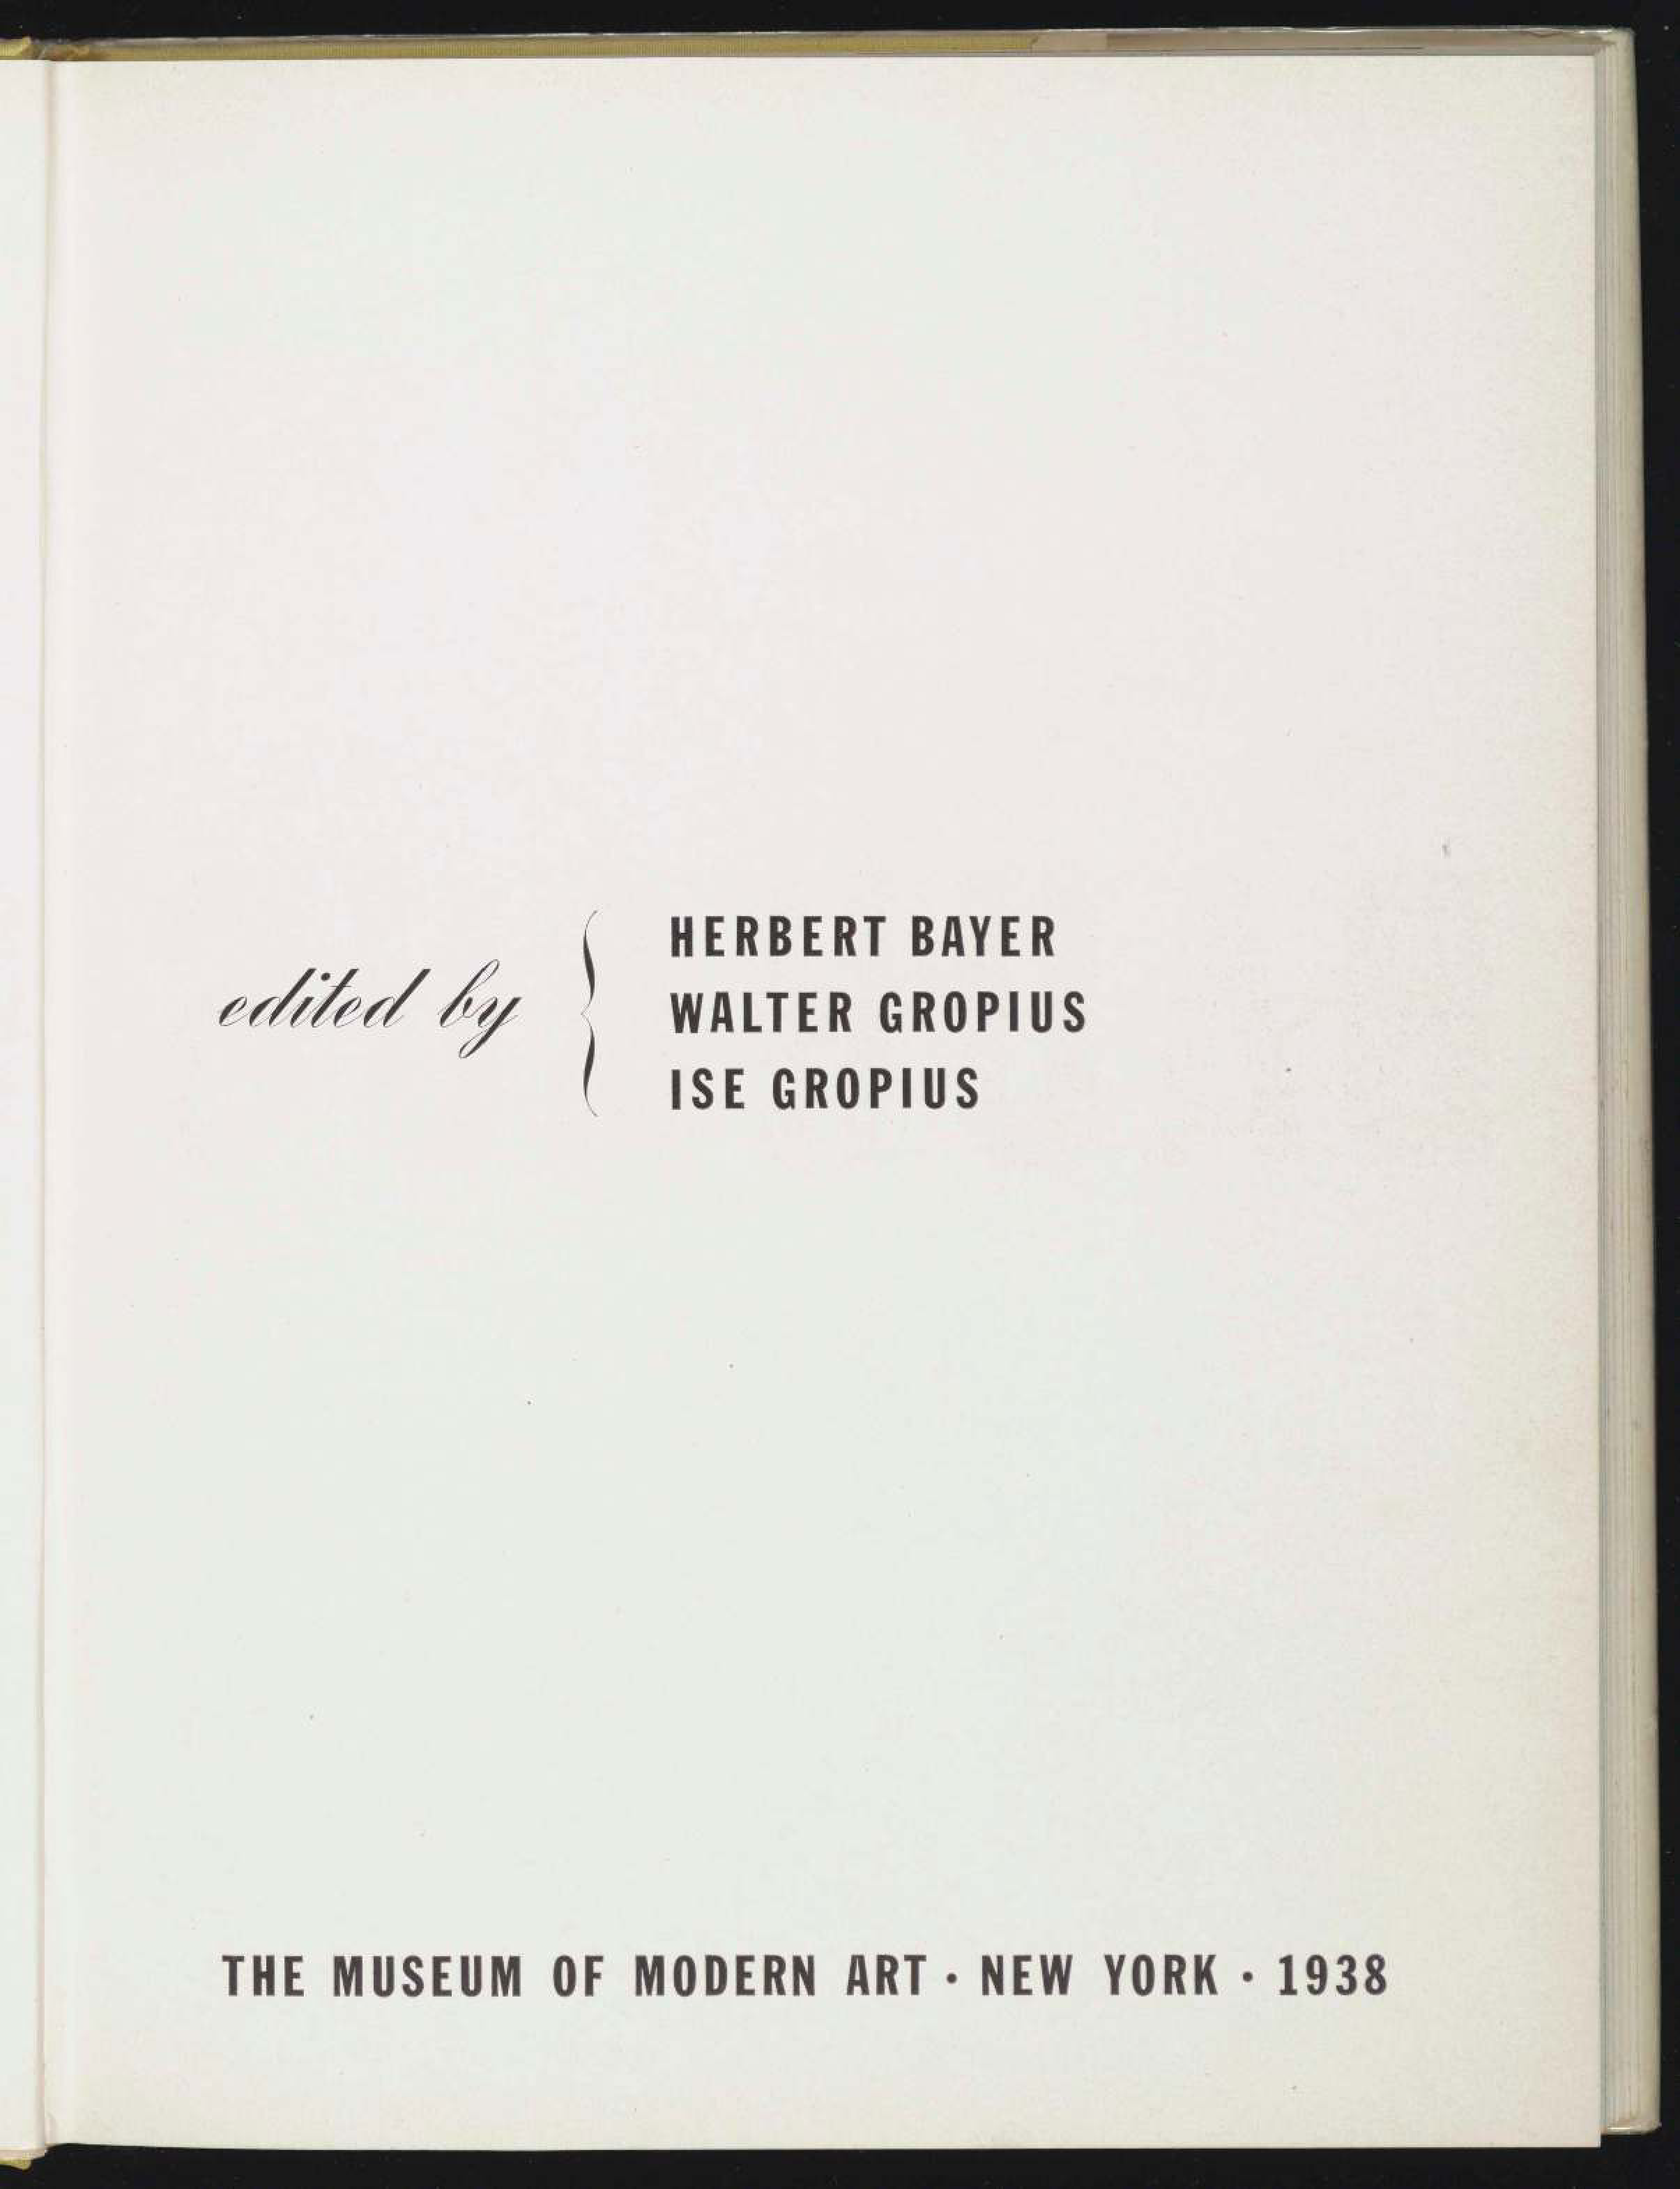 edited by
HERBERT BAYER
WALTER GROPIUS
ISE GROPIUS
THE MUSEUM OF MODERN ART · NEW YORK · 1938